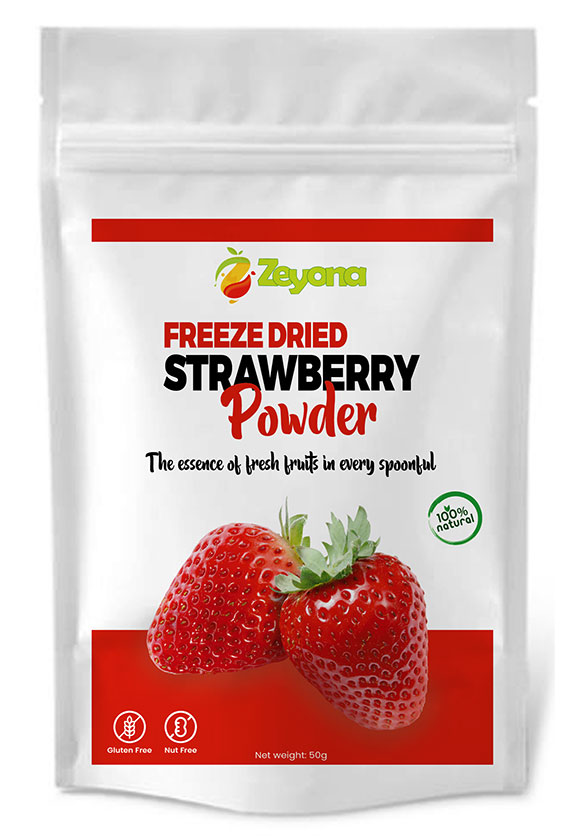 Zeyona
FREEZE DRIED
STRAWBERRY
Powder
The essence of fresh fruits in every spoonful
100%
natural
Gluten Free
Nut Free
Net weight: 50g